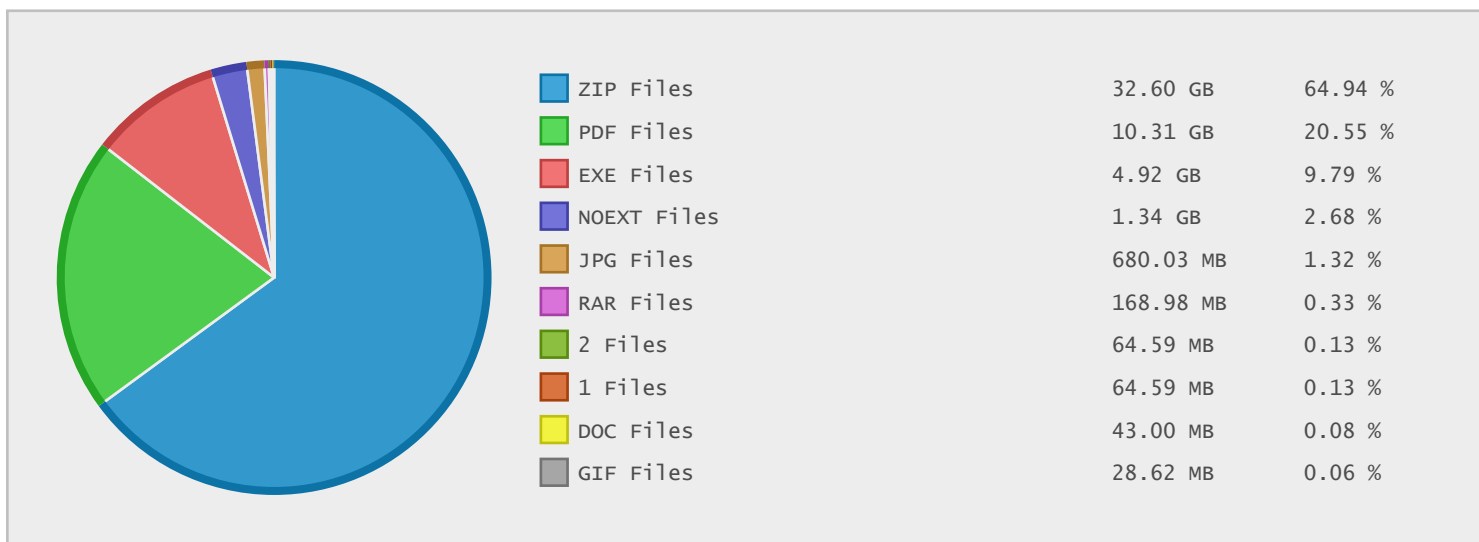 ZIP Files 32.60 GB 64.94 %
PDF Files 10.31 GB 20.55 %
EXE Files 4.92 GB 9.79 %
NOEXT Files 1.34 GB 2.68 %
JPG Files 680.03 MB 1.32 %
RAR Files 168.98 MB 0.33 %
2 Files 64.59 MB 0.13 %
1 Files 64.59 MB 0.13 %
DOC Files 43.00 MB 0.08 %
GIF Files 28.62 MB 0.06 %